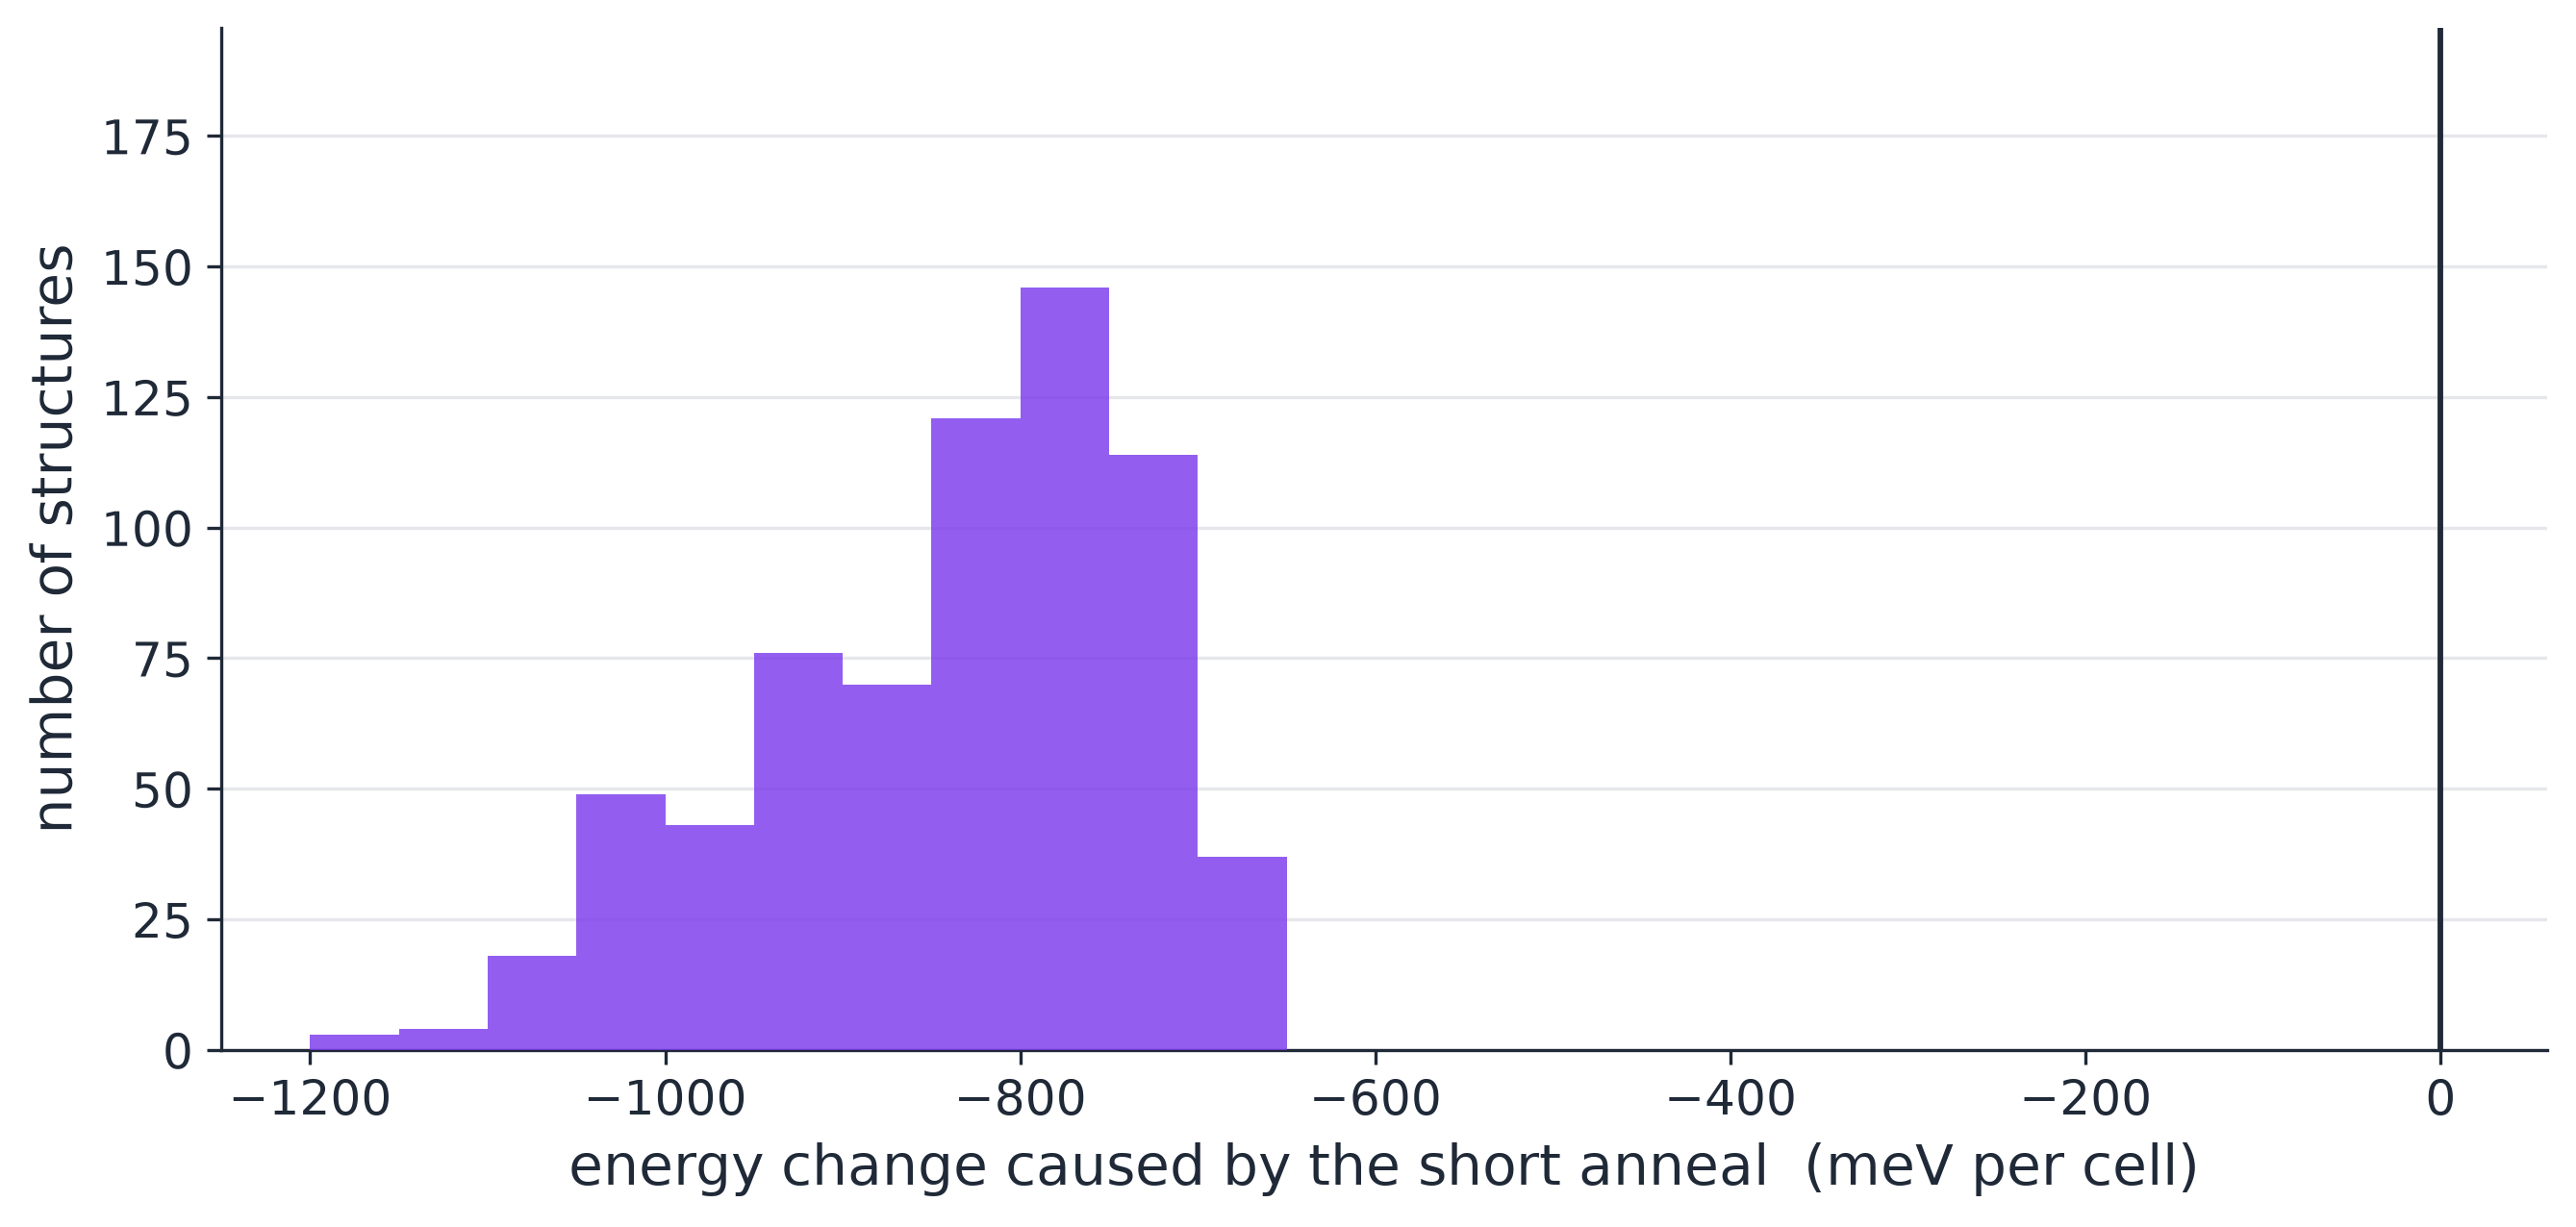 number of structures
175
150
125
100
75
50
25
0
−1200 −1000 −800 −600 −400 −200 0
energy change caused by the short anneal (meV per cell)